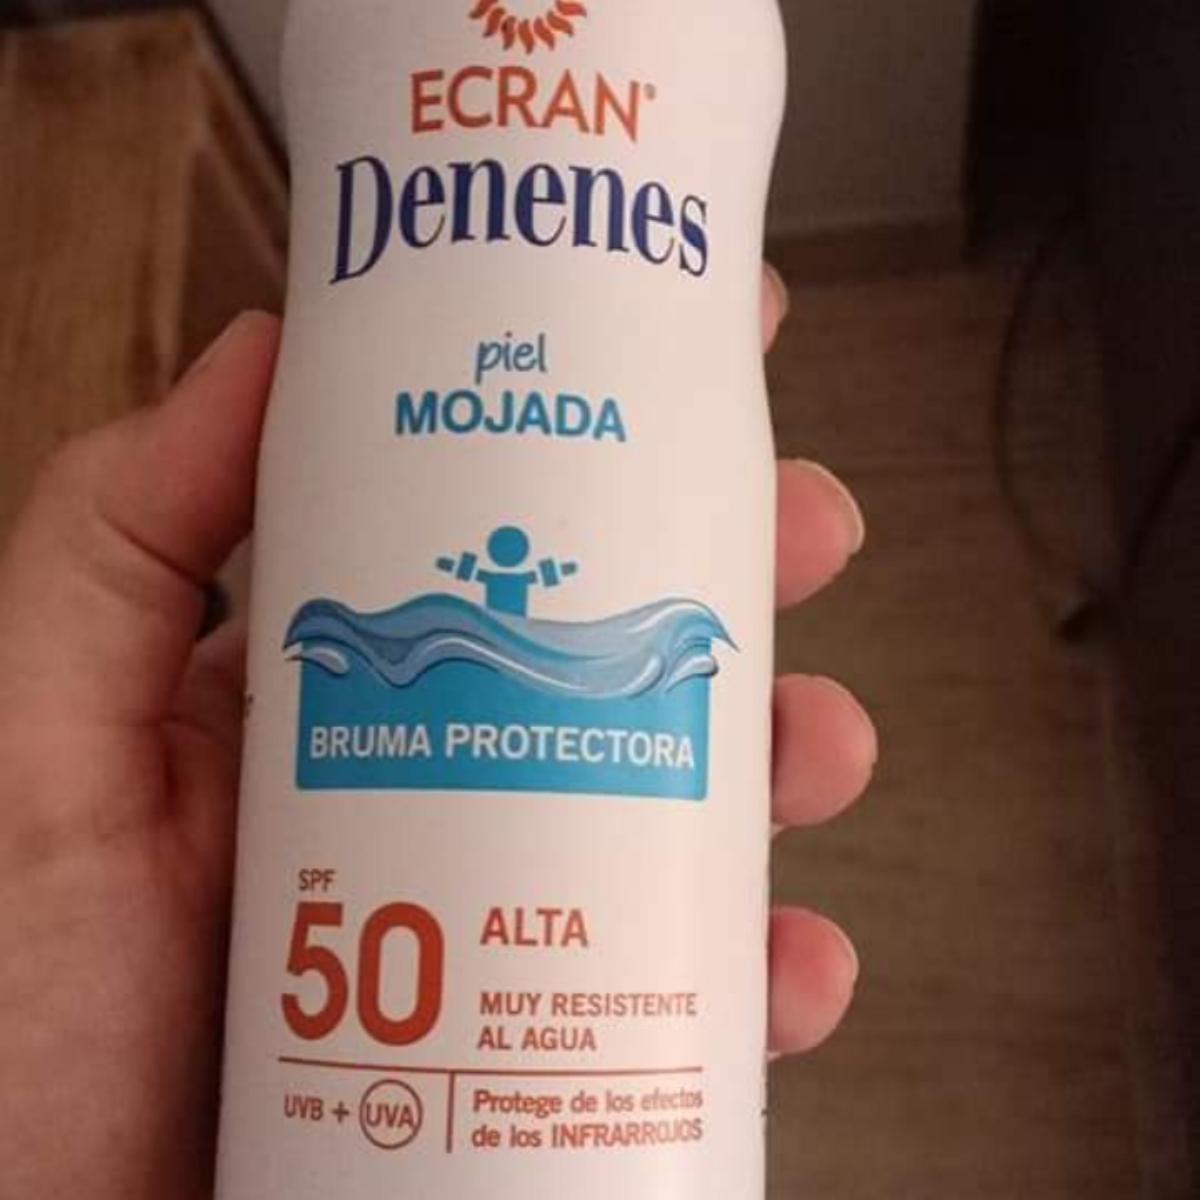 ECRAN®
Denenes
piel
MOJADA
BRUMA PROTECTORA
SPF
50
ALTA
MUY RESISTENTE
AL AGUA
UVB + UVA
Protege de los efectos
de los INFRARROJOS